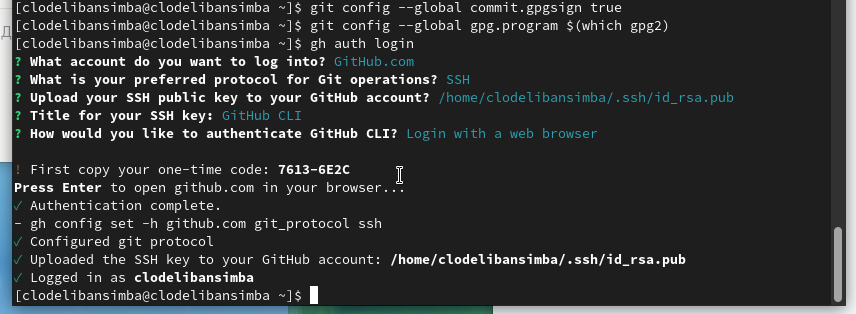 [clodelibansimba@clodelibansimba ~]$ git config --global commit.gpgsign true
[clodelibansimba@clodelibansimba ~]$ git config --global gpg.program $(which gpg2)
[clodelibansimba@clodelibansimba ~]$ gh auth login
? What account do you want to log into? GitHub.com
? What is your preferred protocol for Git operations? SSH
? Upload your SSH public key to your GitHub account? /home/clodelibansimba/.ssh/id_rsa.pub
? Title for your SSH key: GitHub CLI
? How would you like to authenticate GitHub CLI? Login with a web browser
! First copy your one-time code: 7613-6E2C
Press Enter to open github.com in your browser...
✓ Authentication complete.
- gh config set -h github.com git_protocol ssh
✓ Configured git protocol
✓ Uploaded the SSH key to your GitHub account: /home/clodelibansimba/.ssh/id_rsa.pub
✓ Logged in as clodelibansimba
[clodelibansimba@clodelibansimba ~]$